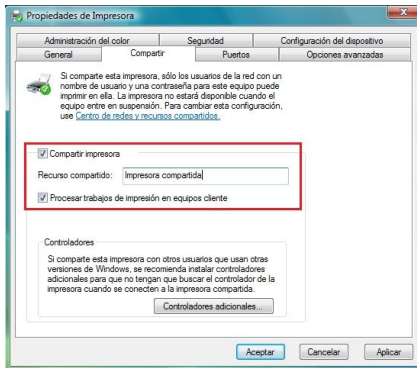 Propiedades de Impresora
Administración del color Seguridad Configuración del dispositivo
General Compartir Puertos Opciones avanzadas
Si comparte esta impresora, sólo los usuarios de la red con un
nombre de usuario y una contraseña para este equipo puede
imprimir en ella. La impresora no estará disponible cuando el
equipo entre en suspensión. Para cambiar esta configuración,
use Centro de redes y recursos compartidos.
Compartir impresora
Recurso compartido: Impresora compartida
Procesar trabajos de impresión en equipos cliente
Controladores
Si comparte esta impresora con otros usuarios que usan otras
versiones de Windows, se recomienda instalar controladores
adicionales para que no tengan que buscar el controlador de la
impresora cuando se conecten a la impresora compartida.
Controladores adicionales...
Aceptar Cancelar Aplicar